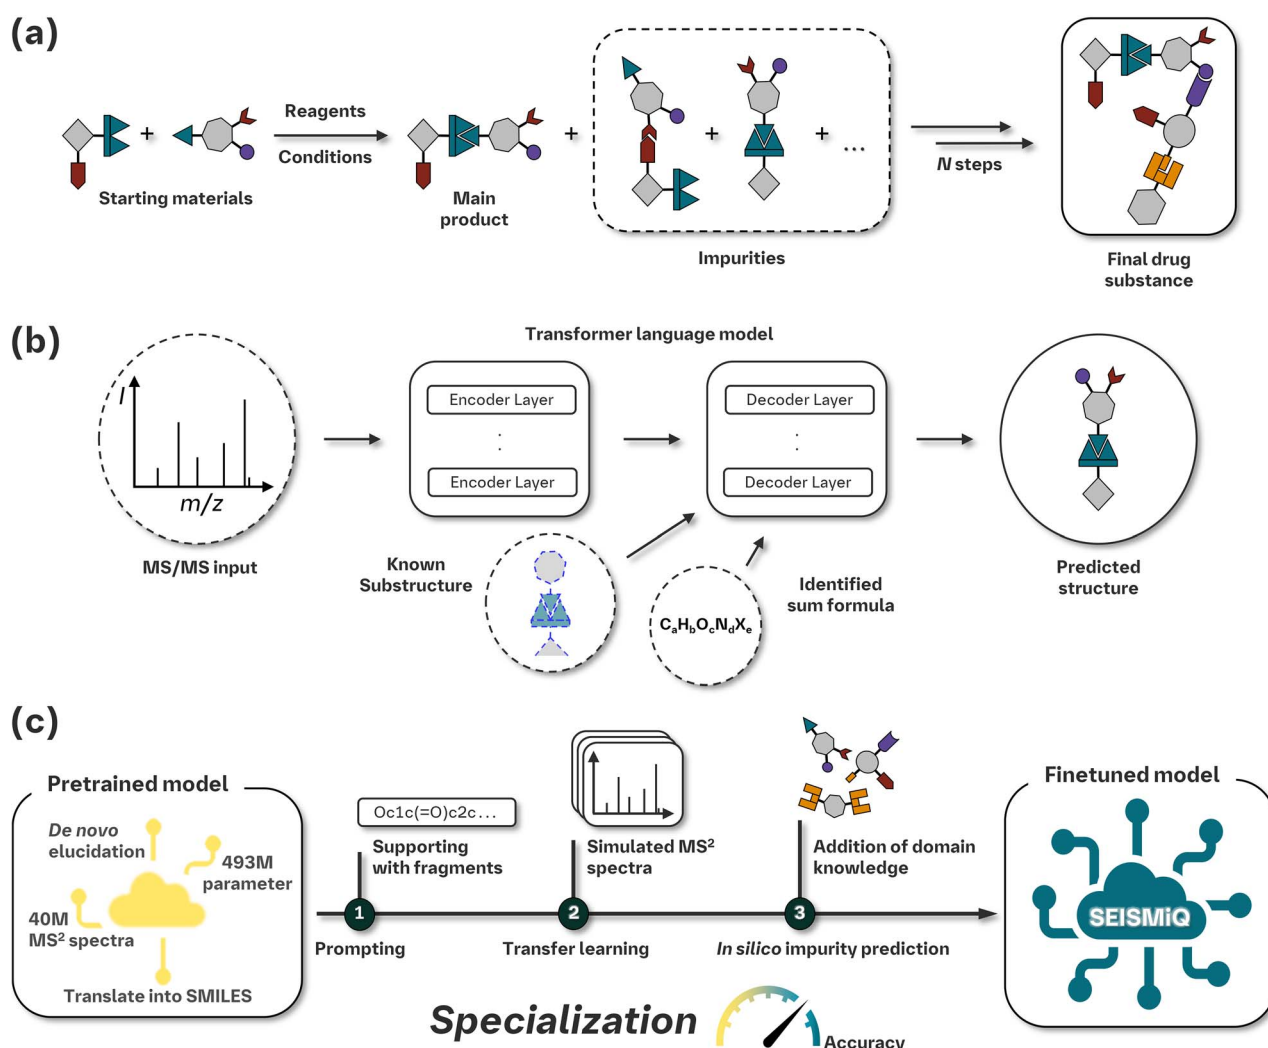 (a)
Reagents
Conditions
+
+
+
+
...
N steps
Starting materials
Main
product
Impurities
Final drug
substance
(b)
Transformer language model
I
m/z
MS/MS input
Encoder Layer
:
Encoder Layer
Decoder Layer
:
Decoder Layer
Known
Substructure
CₐHbOcNdXₑ
Identified
sum formula
Predicted
structure
(c)
Pretrained model
De novo
elucidation
493M
parameter
40M
MS² spectra
Translate into SMILES
Oc1c(=O)c2c...
Supporting
with fragments
Simulated MS²
spectra
Addition of domain
knowledge
1
2
3
Prompting
Transfer learning
In silico impurity prediction
Finetuned model
SEISMiQ
Specialization
Accuracy